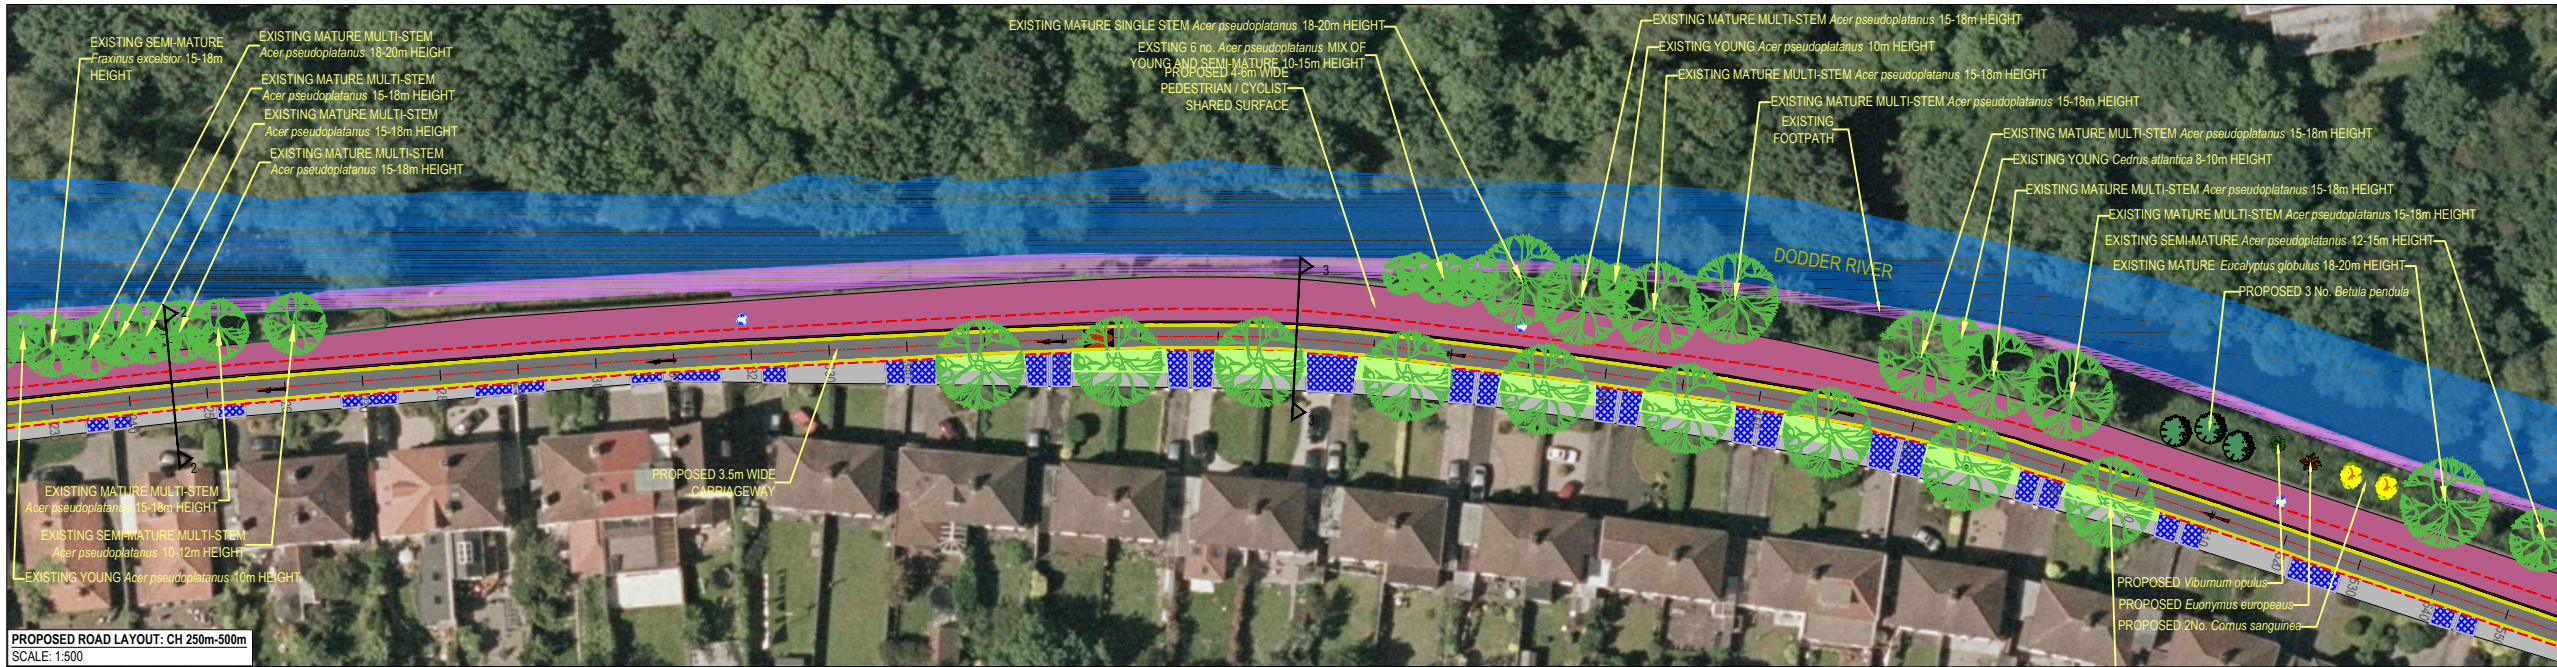 EXISTING SEMI-MATURE
Fraxinus excelsior 15-18m
HEIGHT
EXISTING MATURE MULTI-STEM
Acer pseudoplatanus 18-20m HEIGHT
EXISTING MATURE MULTI-STEM
Acer pseudoplatanus 15-18m HEIGHT
EXISTING MATURE MULTI-STEM
Acer pseudoplatanus 15-18m HEIGHT
EXISTING MATURE MULTI-STEM
Acer pseudoplatanus 15-18m HEIGHT
EXISTING MATURE SINGLE STEM Acer pseudoplatanus 18-20m HEIGHT
EXSTING 6 no. Acer pseudoplatanus MIX OF
YOUNG AND SEMI-MATURE 10-15m HEIGHT
PROPOSED 4-6m WIDE
PEDESTRIAN / CYCLIST
SHARED SURFACE
EXISTING MATURE MULTI-STEM Acer pseudoplatanus 15-18m HEIGHT
EXISTING YOUNG Acer pseudoplatanus 10m HEIGHT
EXISTING MATURE MULTI-STEM Acer pseudoplatanus 15-18m HEIGHT
EXISTING MATURE MULTI-STEM Acer pseudoplatanus 15-18m HEIGHT
EXISTING
FOOTPATH
EXISTING MATURE MULTI-STEM Acer pseudoplatanus 15-18m HEIGHT
EXISTING YOUNG Cedrus atlantica 8-10m HEIGHT
EXISTING MATURE MULTI-STEM Acer pseudoplatanus 15-18m HEIGHT
EXISTING MATURE MULTI-STEM Acer pseudoplatanus 15-18m HEIGHT
EXISTING SEMI-MATURE Acer pseudoplatanus 12-15m HEIGHT
EXISTING MATURE Eucalyptus globulus 18-20m HEIGHT
PROPOSED 3 No. Betula pendula
DODDER RIVER
2
3
2
3
PROPOSED 3.5m WIDE
CARRIAGEWAY
EXISTING MATURE MULTI-STEM
Acer pseudoplatanus 15-18m HEIGHT
EXISTING SEMI-MATURE MULTI-STEM
Acer pseudoplatanus 10-12m HEIGHT
EXISTING YOUNG Acer pseudoplatanus 10m HEIGHT
PROPOSED Viburnum opulus
PROPOSED Euonymus europeaus
PROPOSED 2No. Cornus sanguinea
520
530
540
550
PROPOSED ROAD LAYOUT: CH 250m-500m
SCALE: 1:500